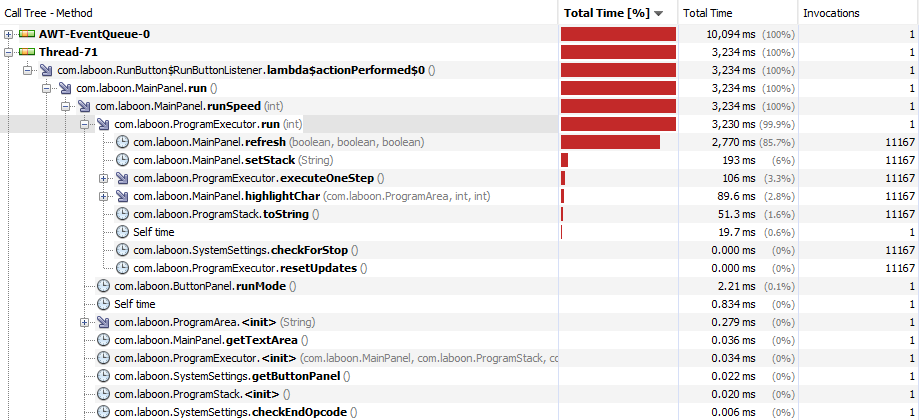 Call Tree - Method Total Time [%] Total Time Invocations
AWT-EventQueue-0 10,094 ms (100%) 1
Thread-71 3,234 ms (100%) 1
com.laboon.RunButton$RunButtonListener.lambda$actionPerformed$0 () 3,234 ms (100%) 1
com.laboon.MainPanel.run () 3,234 ms (100%) 1
com.laboon.MainPanel.runSpeed (int) 3,234 ms (100%) 1
com.laboon.ProgramExecutor.run (int) 3,230 ms (99.9%) 1
com.laboon.MainPanel.refresh (boolean, boolean, boolean) 2,770 ms (85.7%) 11167
com.laboon.MainPanel.setStack (String) 193 ms (6%) 11167
com.laboon.ProgramExecutor.executeOneStep () 106 ms (3.3%) 11167
com.laboon.MainPanel.highlightChar (com.laboon.ProgramArea, int, int) 89.6 ms (2.8%) 11167
com.laboon.ProgramStack.toString () 51.3 ms (1.6%) 11167
Self time 19.7 ms (0.6%) 1
com.laboon.SystemSettings.checkForStop () 0.000 ms (0%) 11167
com.laboon.ProgramExecutor.resetUpdates () 0.000 ms (0%) 11167
com.laboon.ButtonPanel.runMode () 2.21 ms (0.1%) 1
Self time 0.834 ms (0%) 1
com.laboon.ProgramArea.<init> (String) 0.279 ms (0%) 1
com.laboon.MainPanel.getTextArea () 0.036 ms (0%) 1
com.laboon.ProgramExecutor.<init> (com.laboon.MainPanel, com.laboon.ProgramStack, co 0.034 ms (0%) 1
com.laboon.SystemSettings.getButtonPanel () 0.022 ms (0%) 1
com.laboon.ProgramStack.<init> () 0.020 ms (0%) 1
com.laboon.SystemSettings.checkEndOpcode () 0.006 ms (0%) 1